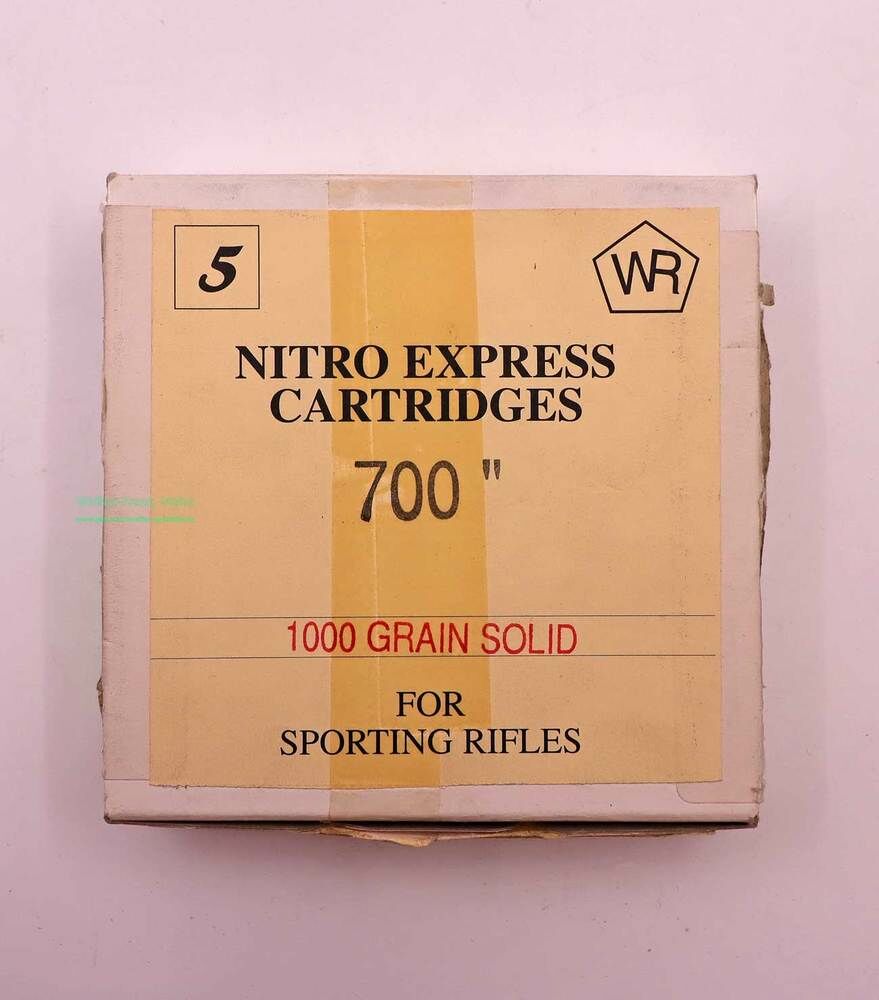 5
WR
NITRO EXPRESS
CARTRIDGES
700 "
1000 GRAIN SOLID
FOR
SPORTING RIFLES